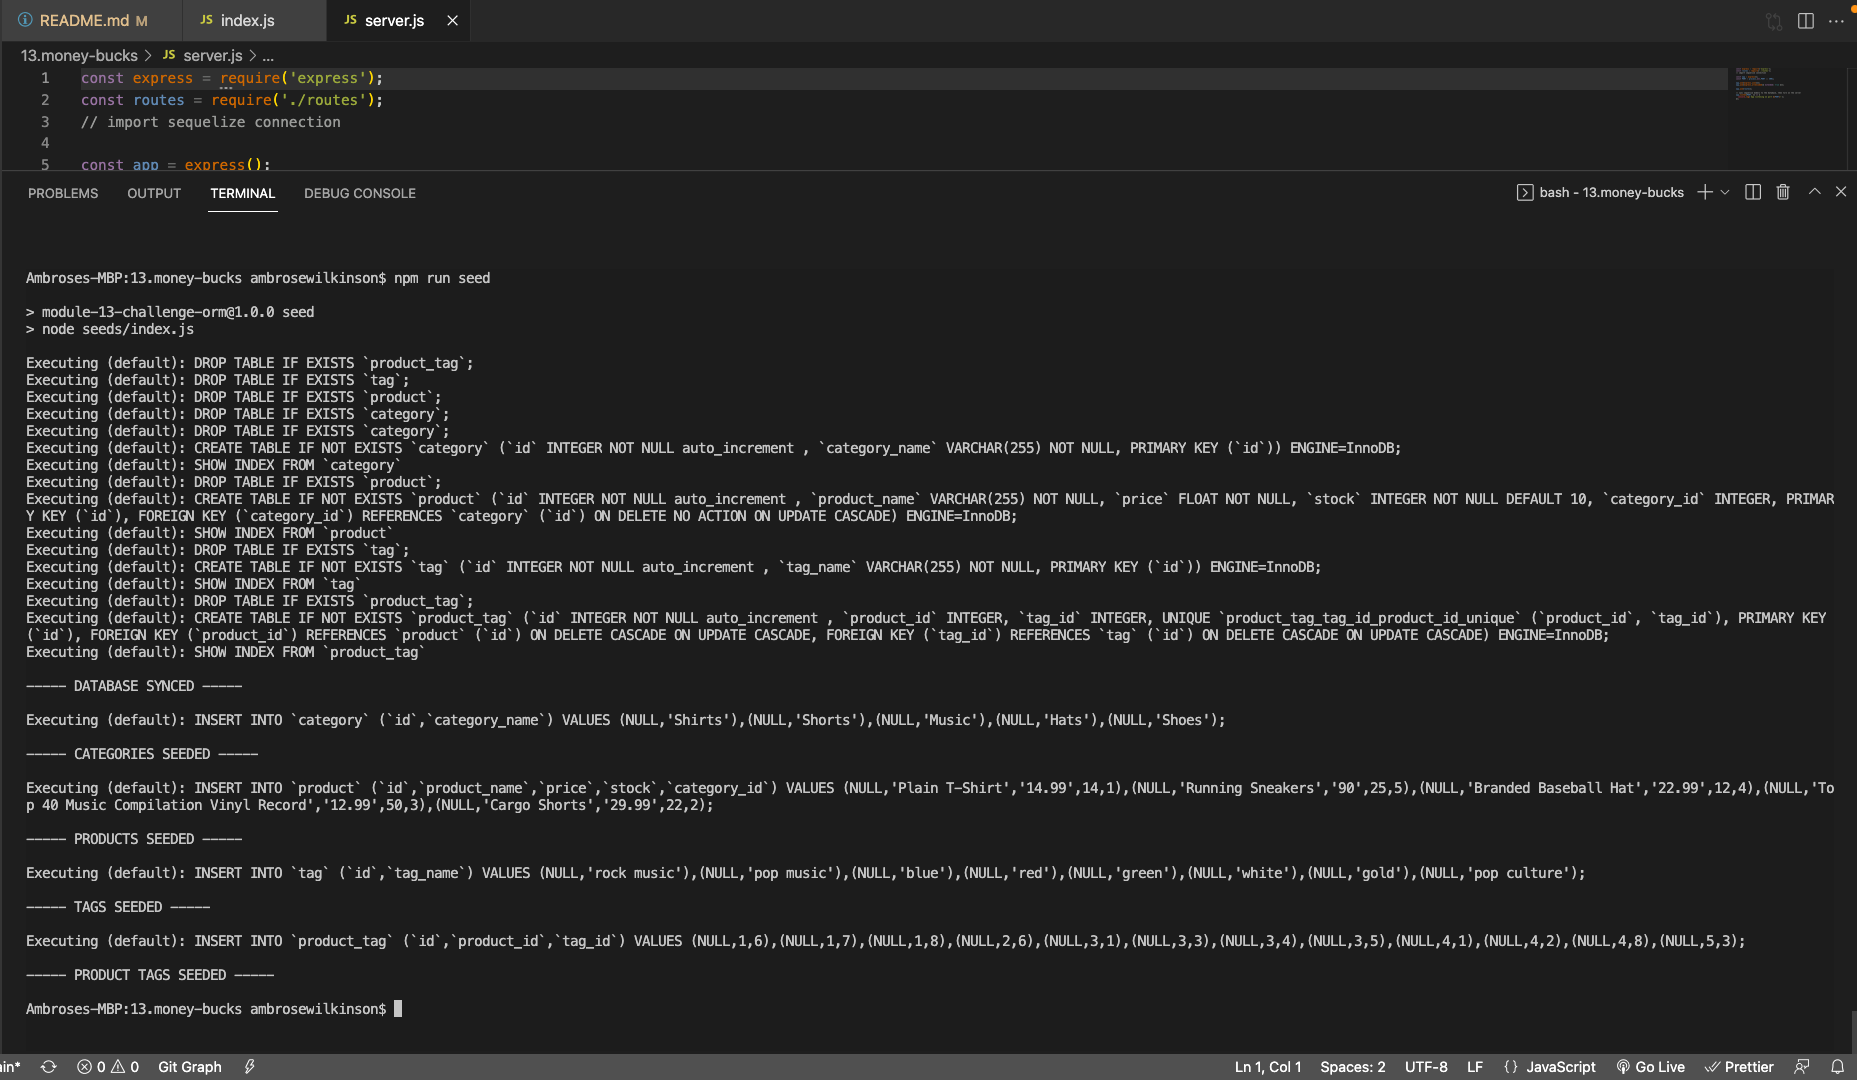 README.md M
JS index.js
JS server.js
13.money-bucks > JS server.js > ...
1 const express = require('express');
2 const routes = require('./routes');
3 // import sequelize connection
4
5 const app = express();
PROBLEMS OUTPUT TERMINAL DEBUG CONSOLE
bash - 13.money-bucks
Ambroses-MBP:13.money-bucks ambrosewilkinson$ npm run seed
> module-13-challenge-orm@1.0.0 seed
> node seeds/index.js
Executing (default): DROP TABLE IF EXISTS `product_tag`;
Executing (default): DROP TABLE IF EXISTS `tag`;
Executing (default): DROP TABLE IF EXISTS `product`;
Executing (default): DROP TABLE IF EXISTS `category`;
Executing (default): DROP TABLE IF EXISTS `category`;
Executing (default): CREATE TABLE IF NOT EXISTS `category` (`id` INTEGER NOT NULL auto_increment , `category_name` VARCHAR(255) NOT NULL, PRIMARY KEY (`id`)) ENGINE=InnoDB;
Executing (default): SHOW INDEX FROM `category`
Executing (default): DROP TABLE IF EXISTS `product`;
Executing (default): CREATE TABLE IF NOT EXISTS `product` (`id` INTEGER NOT NULL auto_increment , `product_name` VARCHAR(255) NOT NULL, `price` FLOAT NOT NULL, `stock` INTEGER NOT NULL DEFAULT 10, `category_id` INTEGER, PRIMAR
Y KEY (`id`), FOREIGN KEY (`category_id`) REFERENCES `category` (`id`) ON DELETE NO ACTION ON UPDATE CASCADE) ENGINE=InnoDB;
Executing (default): SHOW INDEX FROM `product`
Executing (default): DROP TABLE IF EXISTS `tag`;
Executing (default): CREATE TABLE IF NOT EXISTS `tag` (`id` INTEGER NOT NULL auto_increment , `tag_name` VARCHAR(255) NOT NULL, PRIMARY KEY (`id`)) ENGINE=InnoDB;
Executing (default): SHOW INDEX FROM `tag`
Executing (default): DROP TABLE IF EXISTS `product_tag`;
Executing (default): CREATE TABLE IF NOT EXISTS `product_tag` (`id` INTEGER NOT NULL auto_increment , `product_id` INTEGER, `tag_id` INTEGER, UNIQUE `product_tag_tag_id_product_id_unique` (`product_id`, `tag_id`), PRIMARY KEY
(`id`), FOREIGN KEY (`product_id`) REFERENCES `product` (`id`) ON DELETE CASCADE ON UPDATE CASCADE, FOREIGN KEY (`tag_id`) REFERENCES `tag` (`id`) ON DELETE CASCADE ON UPDATE CASCADE) ENGINE=InnoDB;
Executing (default): SHOW INDEX FROM `product_tag`
----- DATABASE SYNCED -----
Executing (default): INSERT INTO `category` (`id`,`category_name`) VALUES (NULL,'Shirts'),(NULL,'Shorts'),(NULL,'Music'),(NULL,'Hats'),(NULL,'Shoes');
----- CATEGORIES SEEDED -----
Executing (default): INSERT INTO `product` (`id`,`product_name`,`price`,`stock`,`category_id`) VALUES (NULL,'Plain T-Shirt','14.99',14,1),(NULL,'Running Sneakers','90',25,5),(NULL,'Branded Baseball Hat','22.99',12,4),(NULL,'To
p 40 Music Compilation Vinyl Record','12.99',50,3),(NULL,'Cargo Shorts','29.99',22,2);
----- PRODUCTS SEEDED -----
Executing (default): INSERT INTO `tag` (`id`,`tag_name`) VALUES (NULL,'rock music'),(NULL,'pop music'),(NULL,'blue'),(NULL,'red'),(NULL,'green'),(NULL,'white'),(NULL,'gold'),(NULL,'pop culture');
----- TAGS SEEDED -----
Executing (default): INSERT INTO `product_tag` (`id`,`product_id`,`tag_id`) VALUES (NULL,1,6),(NULL,1,7),(NULL,1,8),(NULL,2,6),(NULL,3,1),(NULL,3,3),(NULL,3,4),(NULL,3,5),(NULL,4,1),(NULL,4,2),(NULL,4,8),(NULL,5,3);
----- PRODUCT TAGS SEEDED -----
Ambroses-MBP:13.money-bucks ambrosewilkinson$
ain* 0 0 Git Graph Ln 1, Col 1 Spaces: 2 UTF-8 LF {} JavaScript Go Live Prettier